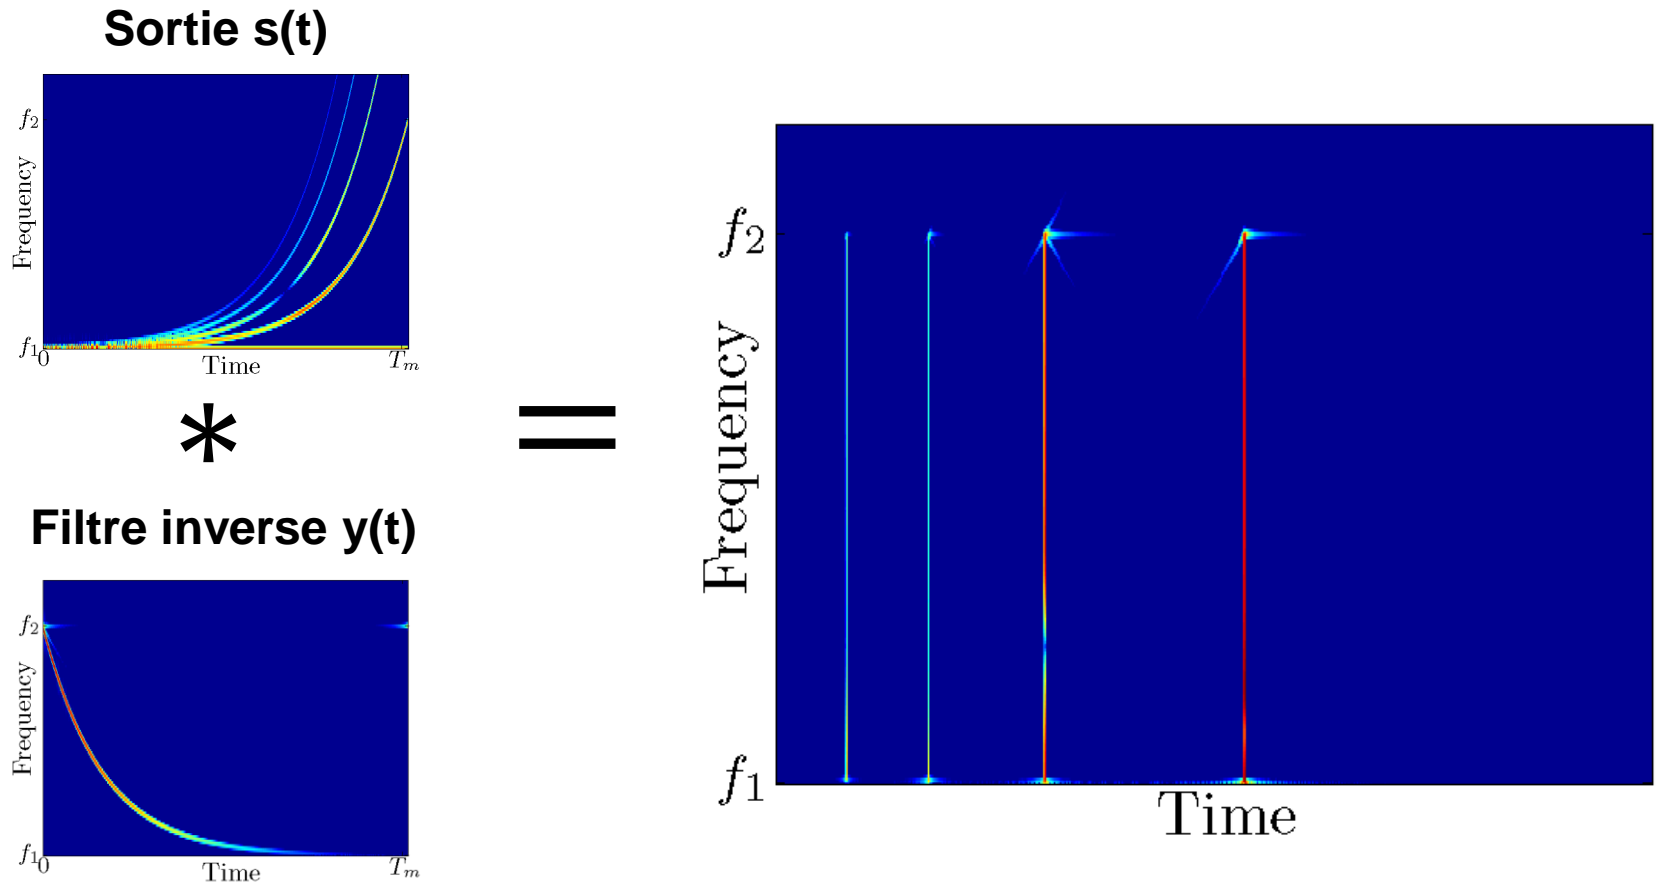 Sortie s(t)
f₂
Frequency
f₁
0
Time
Tₘ
*
=
Filtre inverse y(t)
f₂
Frequency
f₁
0
Time
Tₘ
f₂
Frequency
f₁
Time